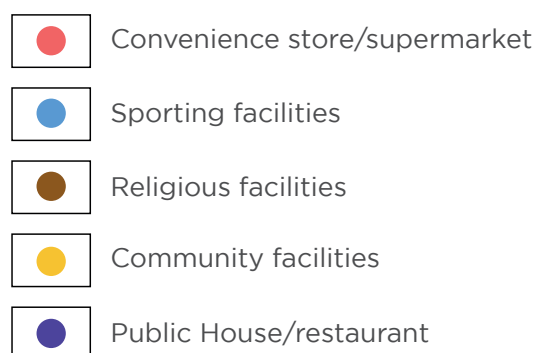 Convenience store/supermarket
Sporting facilities
Religious facilities
Community facilities
Public House/restaurant